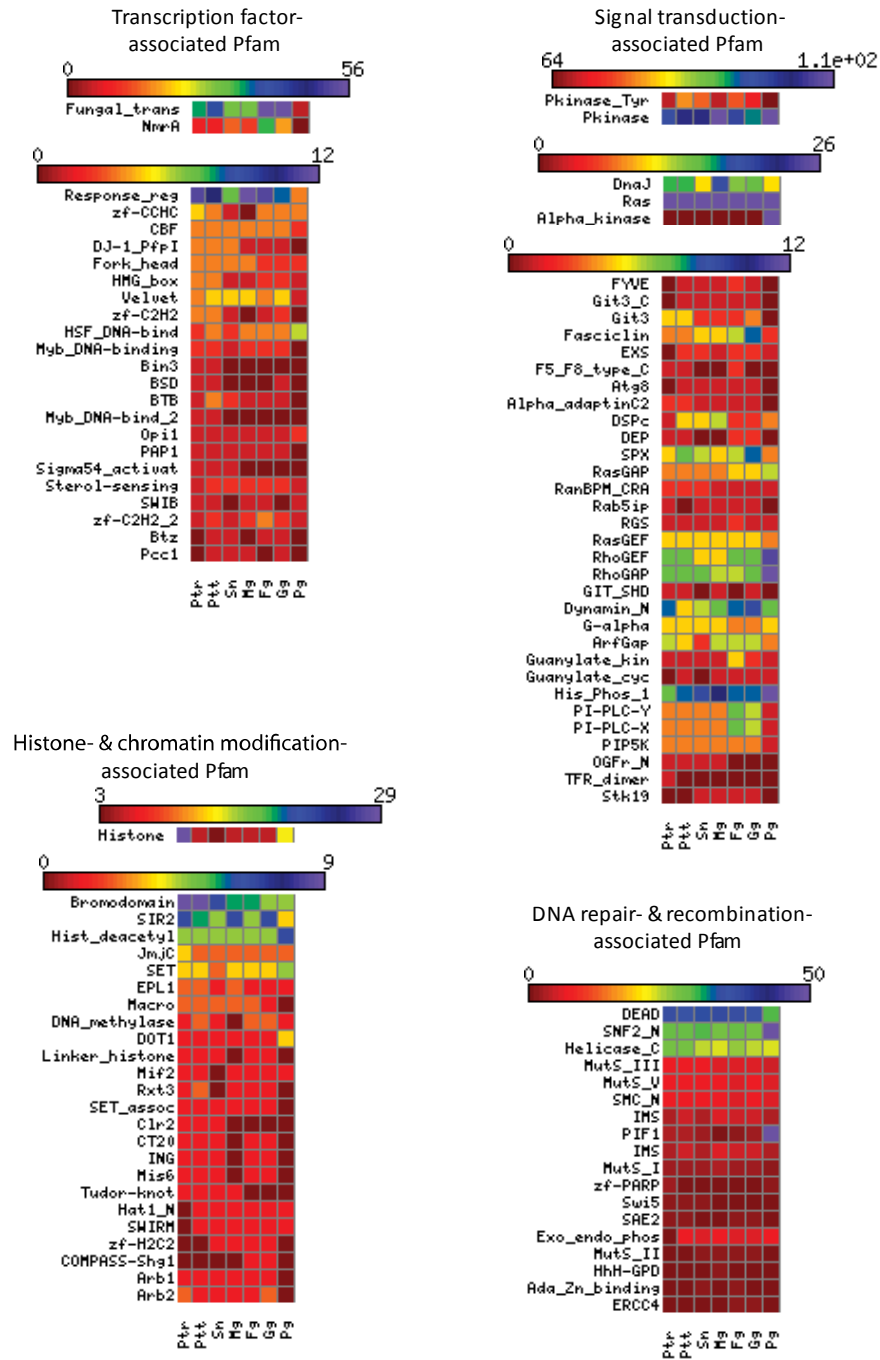 Transcription factor-
associated Pfam
0 56
Fungal_trans
NmrA
0 12
Response_reg
zf-CCHC
CBF
DJ-1_PfpI
Fork_head
HMG_box
Velvet
zf-C2H2
HSF_DNA-bind
Myb_DNA-binding
Bin3
BSD
BTB
Myb_DNA-bind_2
Opi1
PAP1
Sigma54_activat
Sterol-sensing
SWIB
zf-C2H2_2
Btz
Pcc1
Ptr Ptt Sn Mg Fg Gg Pg
Signal transduction-
associated Pfam
64 1.1e+02
Pkinase_Tyr
Pkinase
0 26
DnaJ
Ras
Alpha_kinase
0 12
FYVE
Git3_C
Git3
Fasciclin
EXS
F5_F8_type_C
Atg8
Alpha_adaptinC2
DSPc
DEP
SPX
RasGAP
RanBPM_CRA
Rab5ip
RGS
RasGEF
RhoGEF
RhoGAP
GIT_SHD
Dynamin_N
G-alpha
ArfGap
Guanylate_kin
Guanylate_cyc
His_Phos_1
PI-PLC-Y
PI-PLC-X
PIP5K
OGFr_N
TFR_dimer
Stk19
Ptr Ptt Sn Mg Fg Gg Pg
Histone- & chromatin modification-
associated Pfam
3 29
Histone
0 9
Bromodomain
SIR2
Hist_deacetyl
JmjC
SET
EPL1
Macro
DNA_methylase
DOT1
Linker_histone
Mif2
Rxt3
SET_assoc
Clr2
CT20
ING
Mis6
Tudor-knot
Hat1_N
SWIRM
zf-H2C2
COMPASS-Shg1
Arb1
Arb2
Ptr Ptt Sn Mg Fg Gg Pg
DNA repair- & recombination-
associated Pfam
0 50
DEAD
SNF2_N
Helicase_C
MutS_III
MutS_V
SMC_N
IMS
PIF1
IMS
MutS_I
zf-PARP
Swi5
SAE2
Exo_endo_phos
MutS_II
HhH-GPD
Ada_Zn_binding
ERCC4
Ptr Ptt Sn Mg Fg Gg Pg